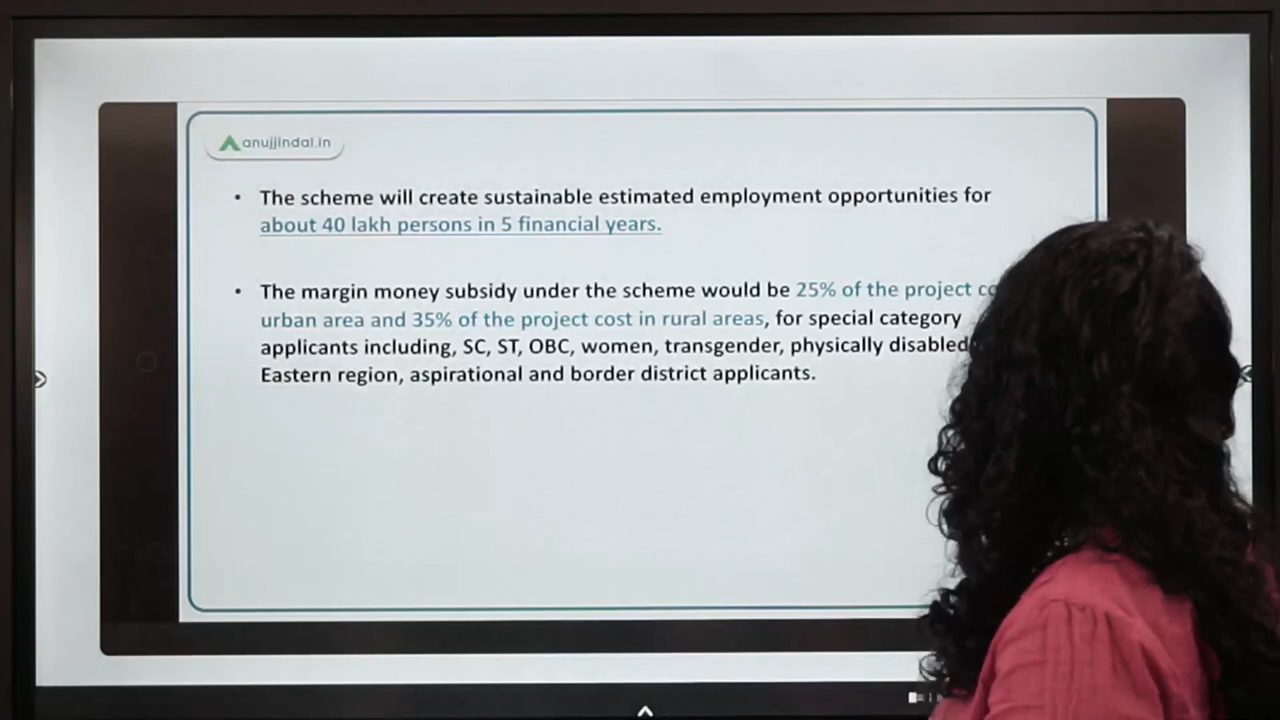 anujjindal.in
• The scheme will create sustainable estimated employment opportunities for
about 40 lakh persons in 5 financial years.
• The margin money subsidy under the scheme would be 25% of the project
urban area and 35% of the project cost in rural areas, for special category
applicants including, SC, ST, OBC, women, transgender, physically disabled
Eastern region, aspirational and border district applicants.